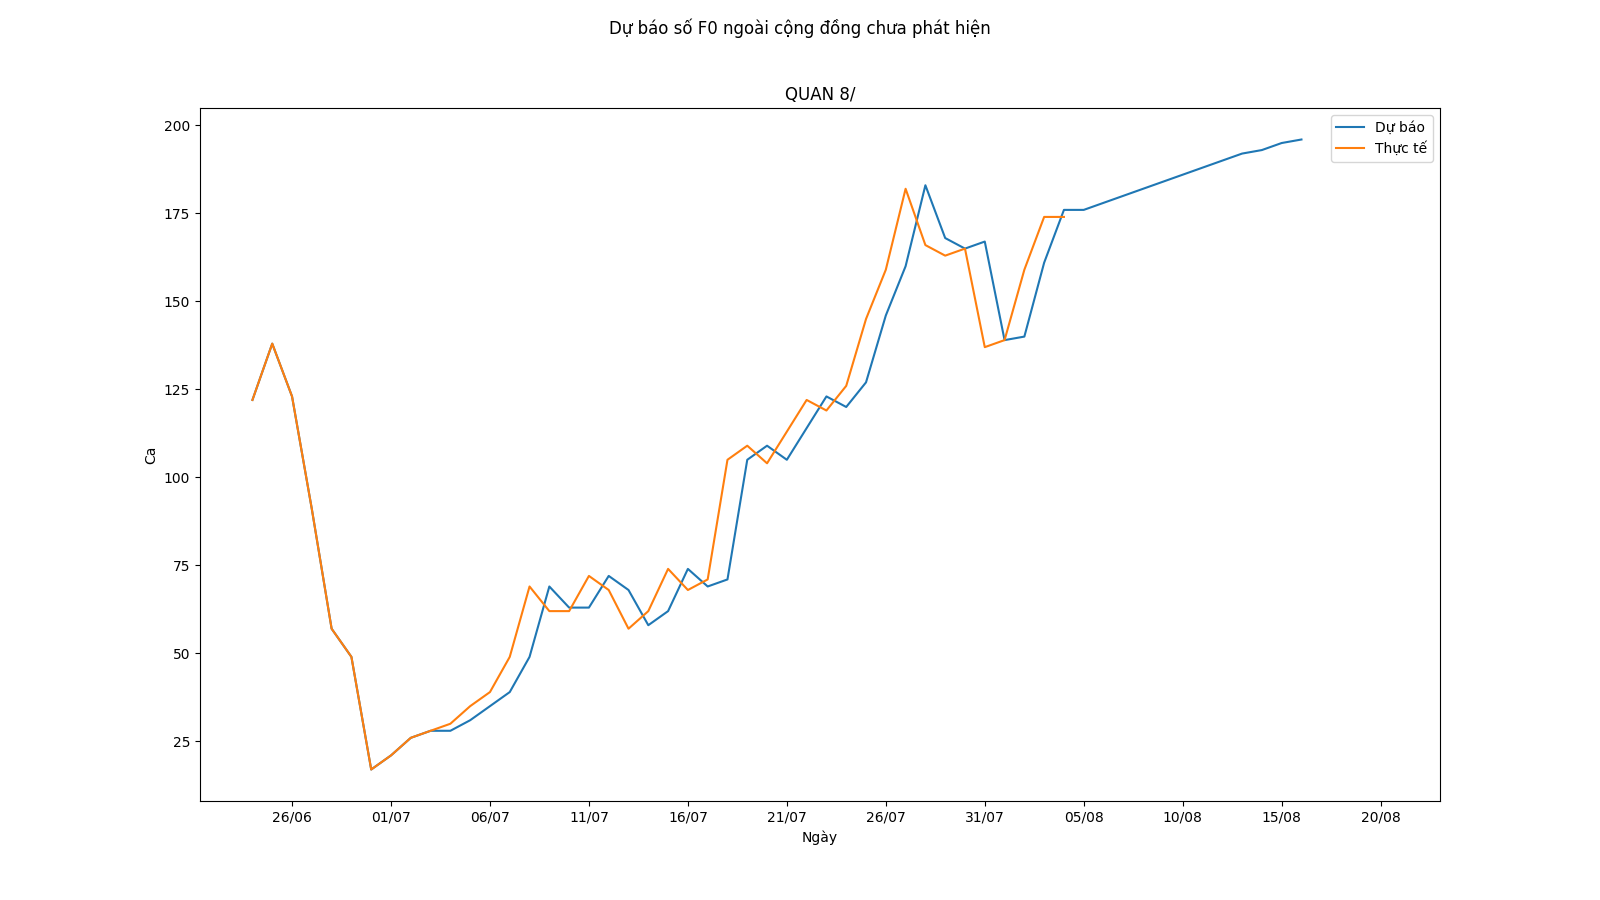 Dự báo số F0 ngoài cộng đồng chưa phát hiện
QUAN 8/
Dự báo
Thực tế
200
175
150
125
100
75
50
25
Ca
26/06 01/07 06/07 11/07 16/07 21/07 26/07 31/07 05/08 10/08 15/08 20/08
Ngày